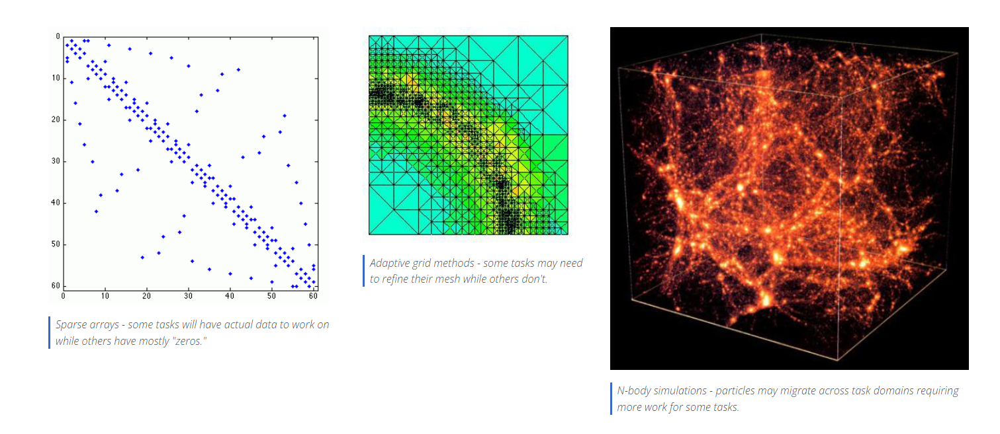 0
10
20
30
40
50
60
0 10 20 30 40 50 60
Sparse arrays - some tasks will have actual data to work on
while others have mostly "zeros."
Adaptive grid methods - some tasks may need
to refine their mesh while others don't.
N-body simulations - particles may migrate across task domains requiring
more work for some tasks.